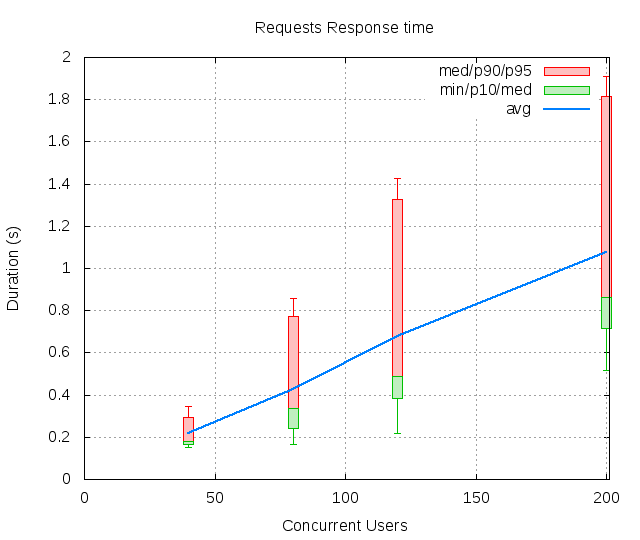 Requests Response time
2
1.8
1.6
1.4
1.2
1
0.8
0.6
0.4
0.2
0
Duration (s)
med/p90/p95
min/p10/med
avg
0 50 100 150 200
Concurrent Users